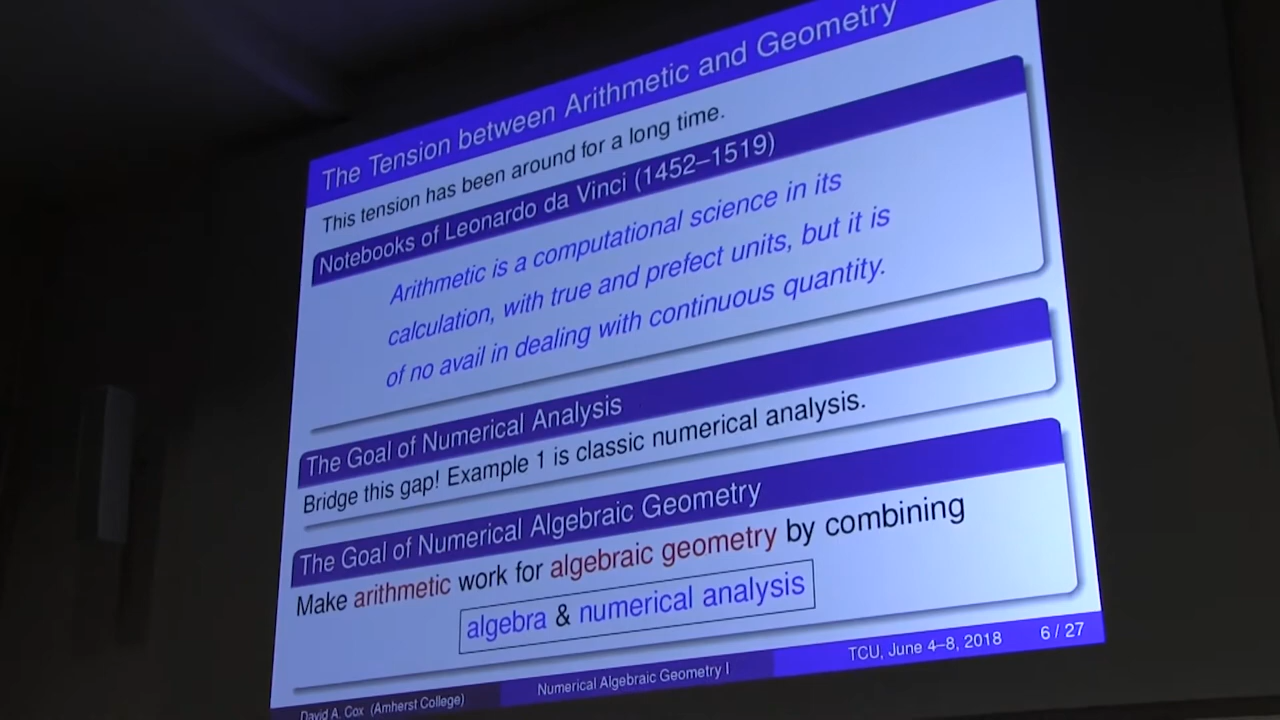 The Tension between Arithmetic and Geometry
This tension has been around for a long time.
Notebooks of Leonardo da Vinci (1452–1519)
Arithmetic is a computational science in its
calculation, with true and prefect units, but it is
of no avail in dealing with continuous quantity.
The Goal of Numerical Analysis
Bridge this gap! Example 1 is classic numerical analysis.
The Goal of Numerical Algebraic Geometry
Make arithmetic work for algebraic geometry by combining
algebra & numerical analysis
David A. Cox (Amherst College)
Numerical Algebraic Geometry I
TCU, June 4–8, 2018
6 / 27